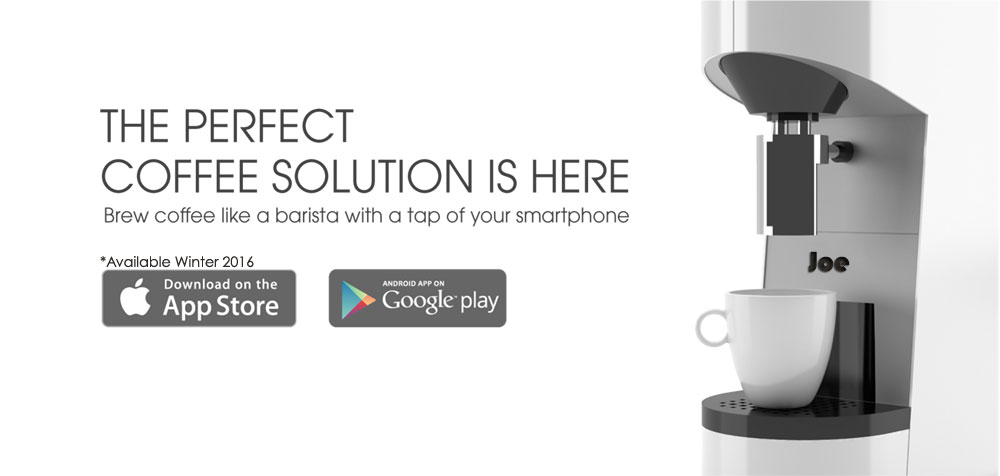 THE PERFECT
COFFEE SOLUTION IS HERE
Brew coffee like a barista with a tap of your smartphone
*Available Winter 2016
Download on the
App Store
ANDROID APP ON
Google play
Joe